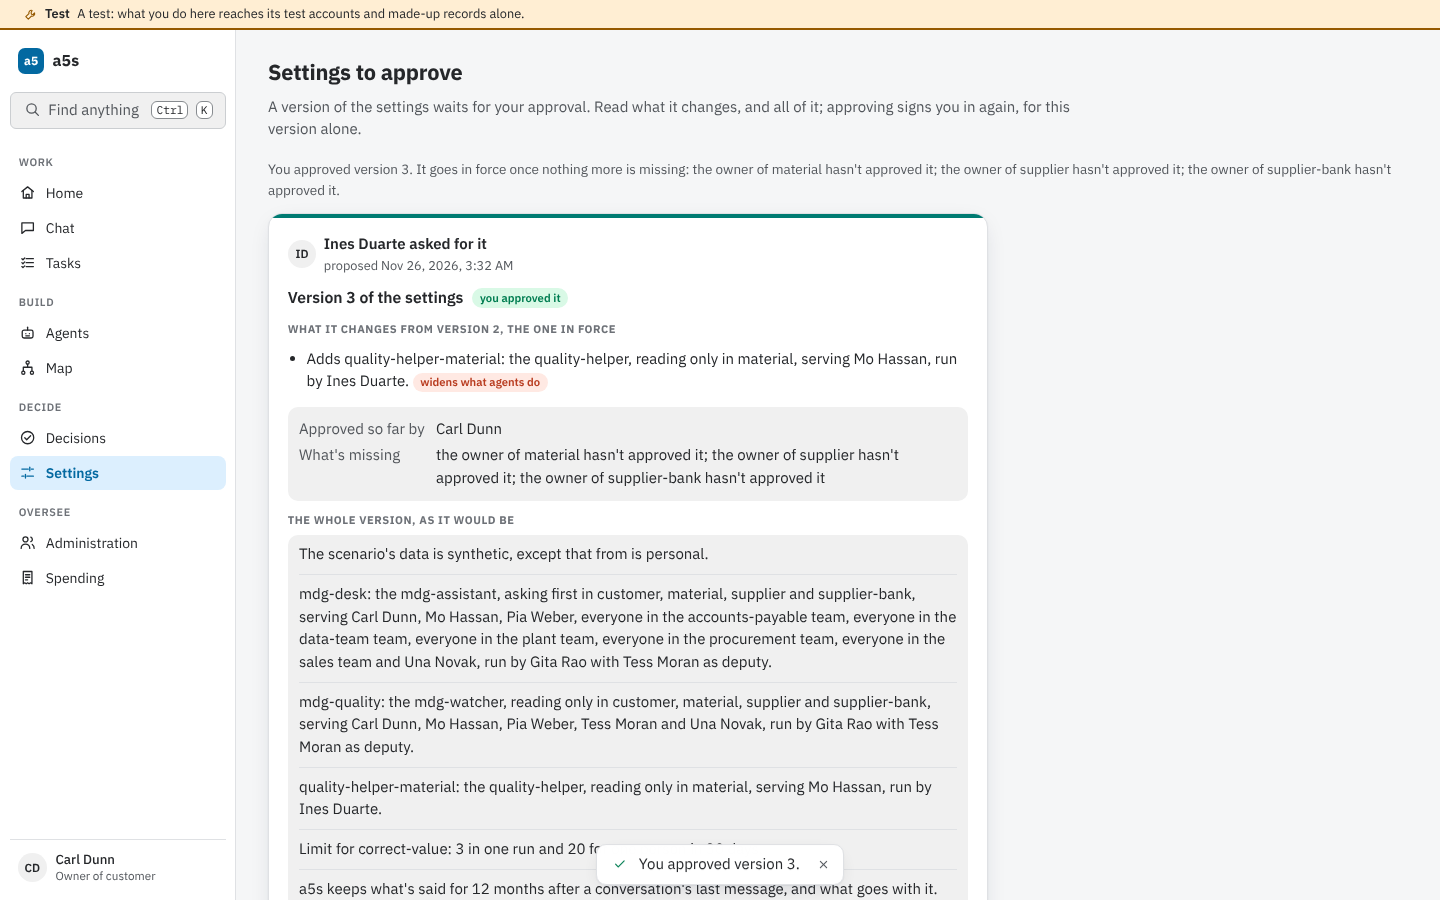 Test A test: what you do here reaches its test accounts and made-up records alone.
a5 a5s
Find anything Ctrl K
WORK
Home
Chat
Tasks
BUILD
Agents
Map
DECIDE
Decisions
Settings
OVERSEE
Administration
Spending
CD Carl Dunn
Owner of customer
Settings to approve
A version of the settings waits for your approval. Read what it changes, and all of it; approving signs you in again, for this
version alone.
You approved version 3. It goes in force once nothing more is missing: the owner of material hasn't approved it; the owner of supplier hasn't approved it; the owner of supplier-bank hasn't
approved it.
ID Ines Duarte asked for it
proposed Nov 26, 2026, 3:32 AM
Version 3 of the settings you approved it
WHAT IT CHANGES FROM VERSION 2, THE ONE IN FORCE
• Adds quality-helper-material: the quality-helper, reading only in material, serving Mo Hassan, run
by Ines Duarte. widens what agents do
Approved so far by Carl Dunn
What's missing the owner of material hasn't approved it; the owner of supplier hasn't
approved it; the owner of supplier-bank hasn't approved it
THE WHOLE VERSION, AS IT WOULD BE
The scenario's data is synthetic, except that from is personal.
mdg-desk: the mdg-assistant, asking first in customer, material, supplier and supplier-bank,
serving Carl Dunn, Mo Hassan, Pia Weber, everyone in the accounts-payable team, everyone in the
data-team team, everyone in the plant team, everyone in the procurement team, everyone in the
sales team and Una Novak, run by Gita Rao with Tess Moran as deputy.
mdg-quality: the mdg-watcher, reading only in customer, material, supplier and supplier-bank,
serving Carl Dunn, Mo Hassan, Pia Weber, Tess Moran and Una Novak, run by Gita Rao with Tess
Moran as deputy.
quality-helper-material: the quality-helper, reading only in material, serving Mo Hassan, run by
Ines Duarte.
Limit for correct-value: 3 in one run and 20
a5s keeps what's said for 12 months after a conversation's last message, and what goes with it.
You approved version 3.